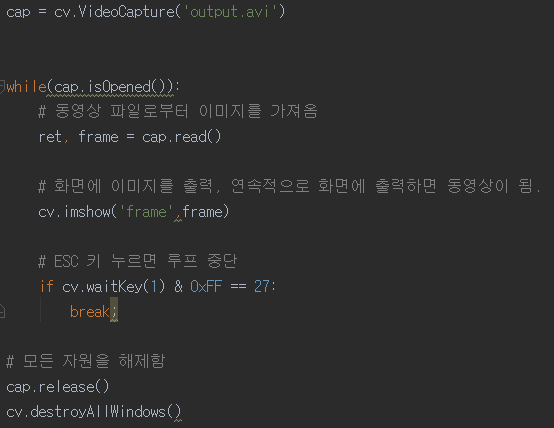 cap = cv.VideoCapture('output.avi')
while(cap.isOpened()):
# 동영상 파일로부터 이미지를 가져옴
ret, frame = cap.read()
# 화면에 이미지를 출력, 연속적으로 화면에 출력하면 동영상이 됨.
cv.imshow('frame',frame)
# ESC 키 누르면 루프 중단
if cv.waitKey(1) & 0xFF == 27:
break;
# 모든 자원을 해제함
cap.release()
cv.destroyAllWindows()